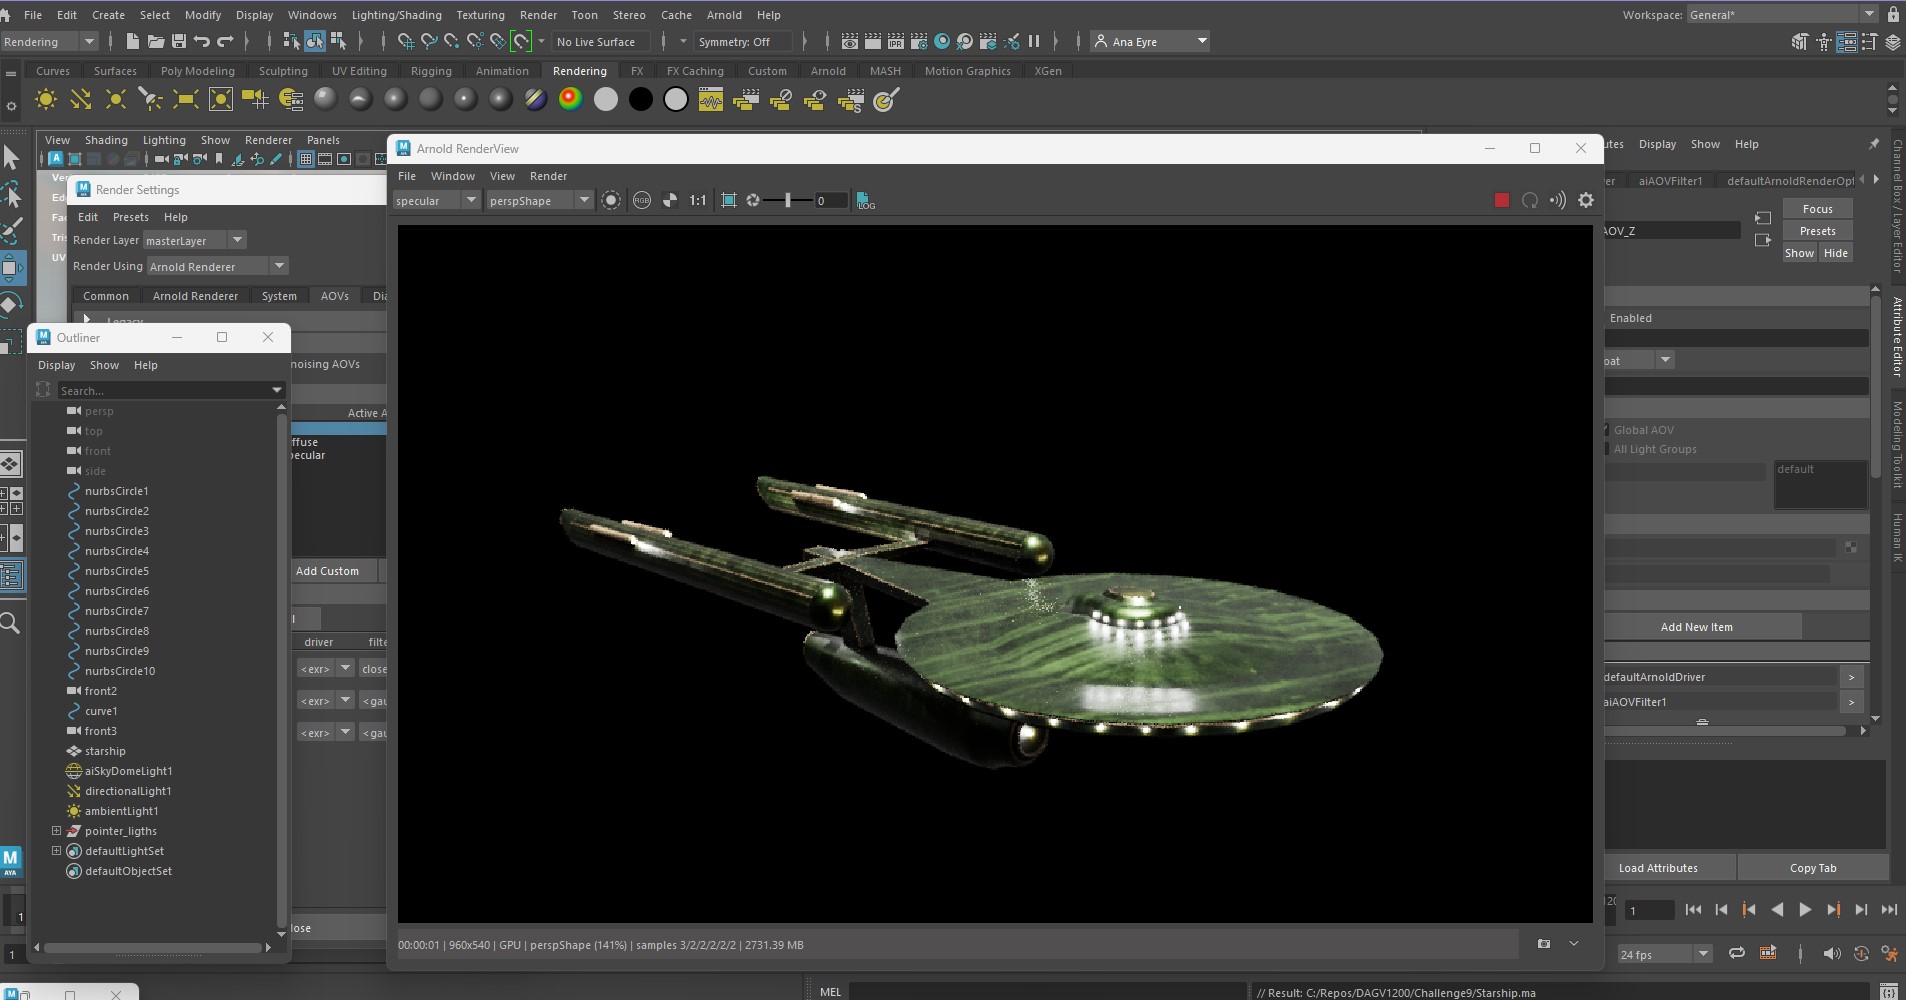 File Edit Create Select Modify Display Windows Lighting/Shading Texturing Render Toon Stereo Cache Arnold Help Workspace: General*
Rendering No Live Surface Symmetry: Off Ana Eyre
Curves Surfaces Poly Modeling Sculpting UV Editing Rigging Animation Rendering FX FX Caching Custom Arnold MASH Motion Graphics XGen
IPR
S
View Shading Lighting Show Renderer Panels
Arnold RenderView
Display Show Help
Render Settings
File Window View Render
aiAOVFilter1 defaultArnoldRenderOpt
specular perspShape RGB 1:1 0 LOG
Edit Presets Help
Focus
AOV_Z Presets
Show Hide
Render Layer masterLayer
Render Using Arnold Renderer
Common Arnold Renderer System AOVs Dia
Legacy
Enabled
Outliner
Display Show Help
noising AOVs
Search...
Active A
persp
top
front
side
nurbsCircle1
nurbsCircle2
nurbsCircle3
nurbsCircle4
nurbsCircle5
nurbsCircle6
nurbsCircle7
nurbsCircle8
nurbsCircle9
nurbsCircle10
front2
curve1
front3
starship
aiSkyDomeLight1
directionalLight1
ambientLight1
pointer_ligths
defaultLightSet
defaultObjectSet
ffuse
pecular
Add Custom
driver filte
<exr> close
<exr> <gau
<exr> <gau
lose
oat
Global AOV
All Light Groups
default
Add New Item
defaultArnoldDriver >
aiAOVFilter1 >
Load Attributes Copy Tab
Channel Box / Layer Editor
Attribute Editor
Modeling Toolkit
Human IK
00:00:01 | 960x540 | GPU | perspShape (141%) | samples 3/2/2/2/2/2 | 2731.39 MB
1 1
1 24 fps
MEL // Result: C:/Repos/DAGV1200/Challenge9/Starship.ma